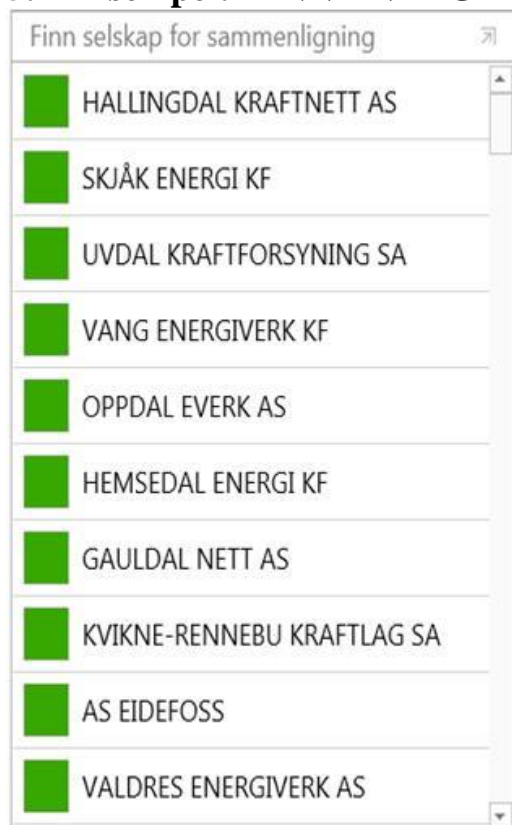 Finn selskap for sammenligning
HALLINGDAL KRAFTNETT AS
SKJÅK ENERGI KF
UVDAL KRAFTFORSYNING SA
VANG ENERGIVERK KF
OPPDAL EVERK AS
HEMSEDAL ENERGI KF
GAULDAL NETT AS
KVIKNE-RENNEBU KRAFTLAG SA
AS EIDEFOSS
VALDRES ENERGIVERK AS